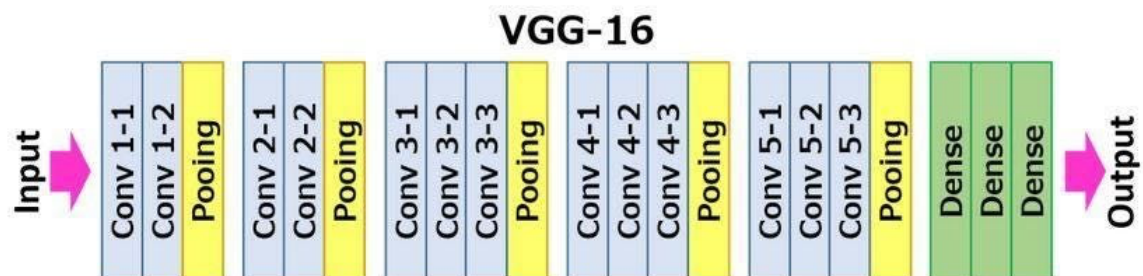 VGG-16
Input
Conv 1-1
Conv 1-2
Pooing
Conv 2-1
Conv 2-2
Pooing
Conv 3-1
Conv 3-2
Conv 3-3
Pooing
Conv 4-1
Conv 4-2
Conv 4-3
Pooing
Conv 5-1
Conv 5-2
Conv 5-3
Pooing
Dense
Dense
Dense
Output